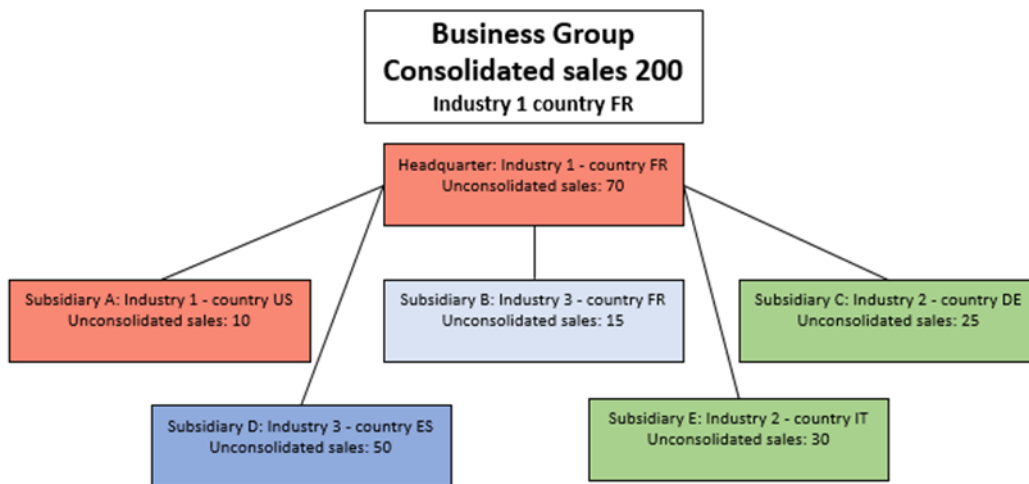 Business Group
Consolidated sales 200
Industry 1 country FR
Headquarter: Industry 1 - country FR
Unconsolidated sales: 70
Subsidiary A: Industry 1 - country US
Unconsolidated sales: 10
Subsidiary B: Industry 3 - country FR
Unconsolidated sales: 15
Subsidiary C: Industry 2 - country DE
Unconsolidated sales: 25
Subsidiary D: Industry 3 - country ES
Unconsolidated sales: 50
Subsidiary E: Industry 2 - country IT
Unconsolidated sales: 30